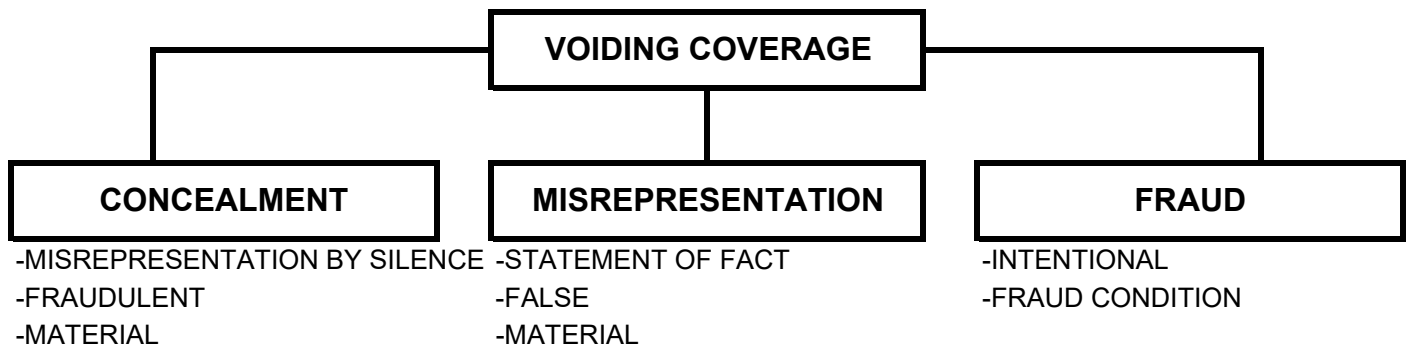 VOIDING COVERAGE
CONCEALMENT
-MISREPRESENTATION BY SILENCE
-FRAUDULENT
-MATERIAL
MISREPRESENTATION
-STATEMENT OF FACT
-FALSE
-MATERIAL
FRAUD
-INTENTIONAL
-FRAUD CONDITION